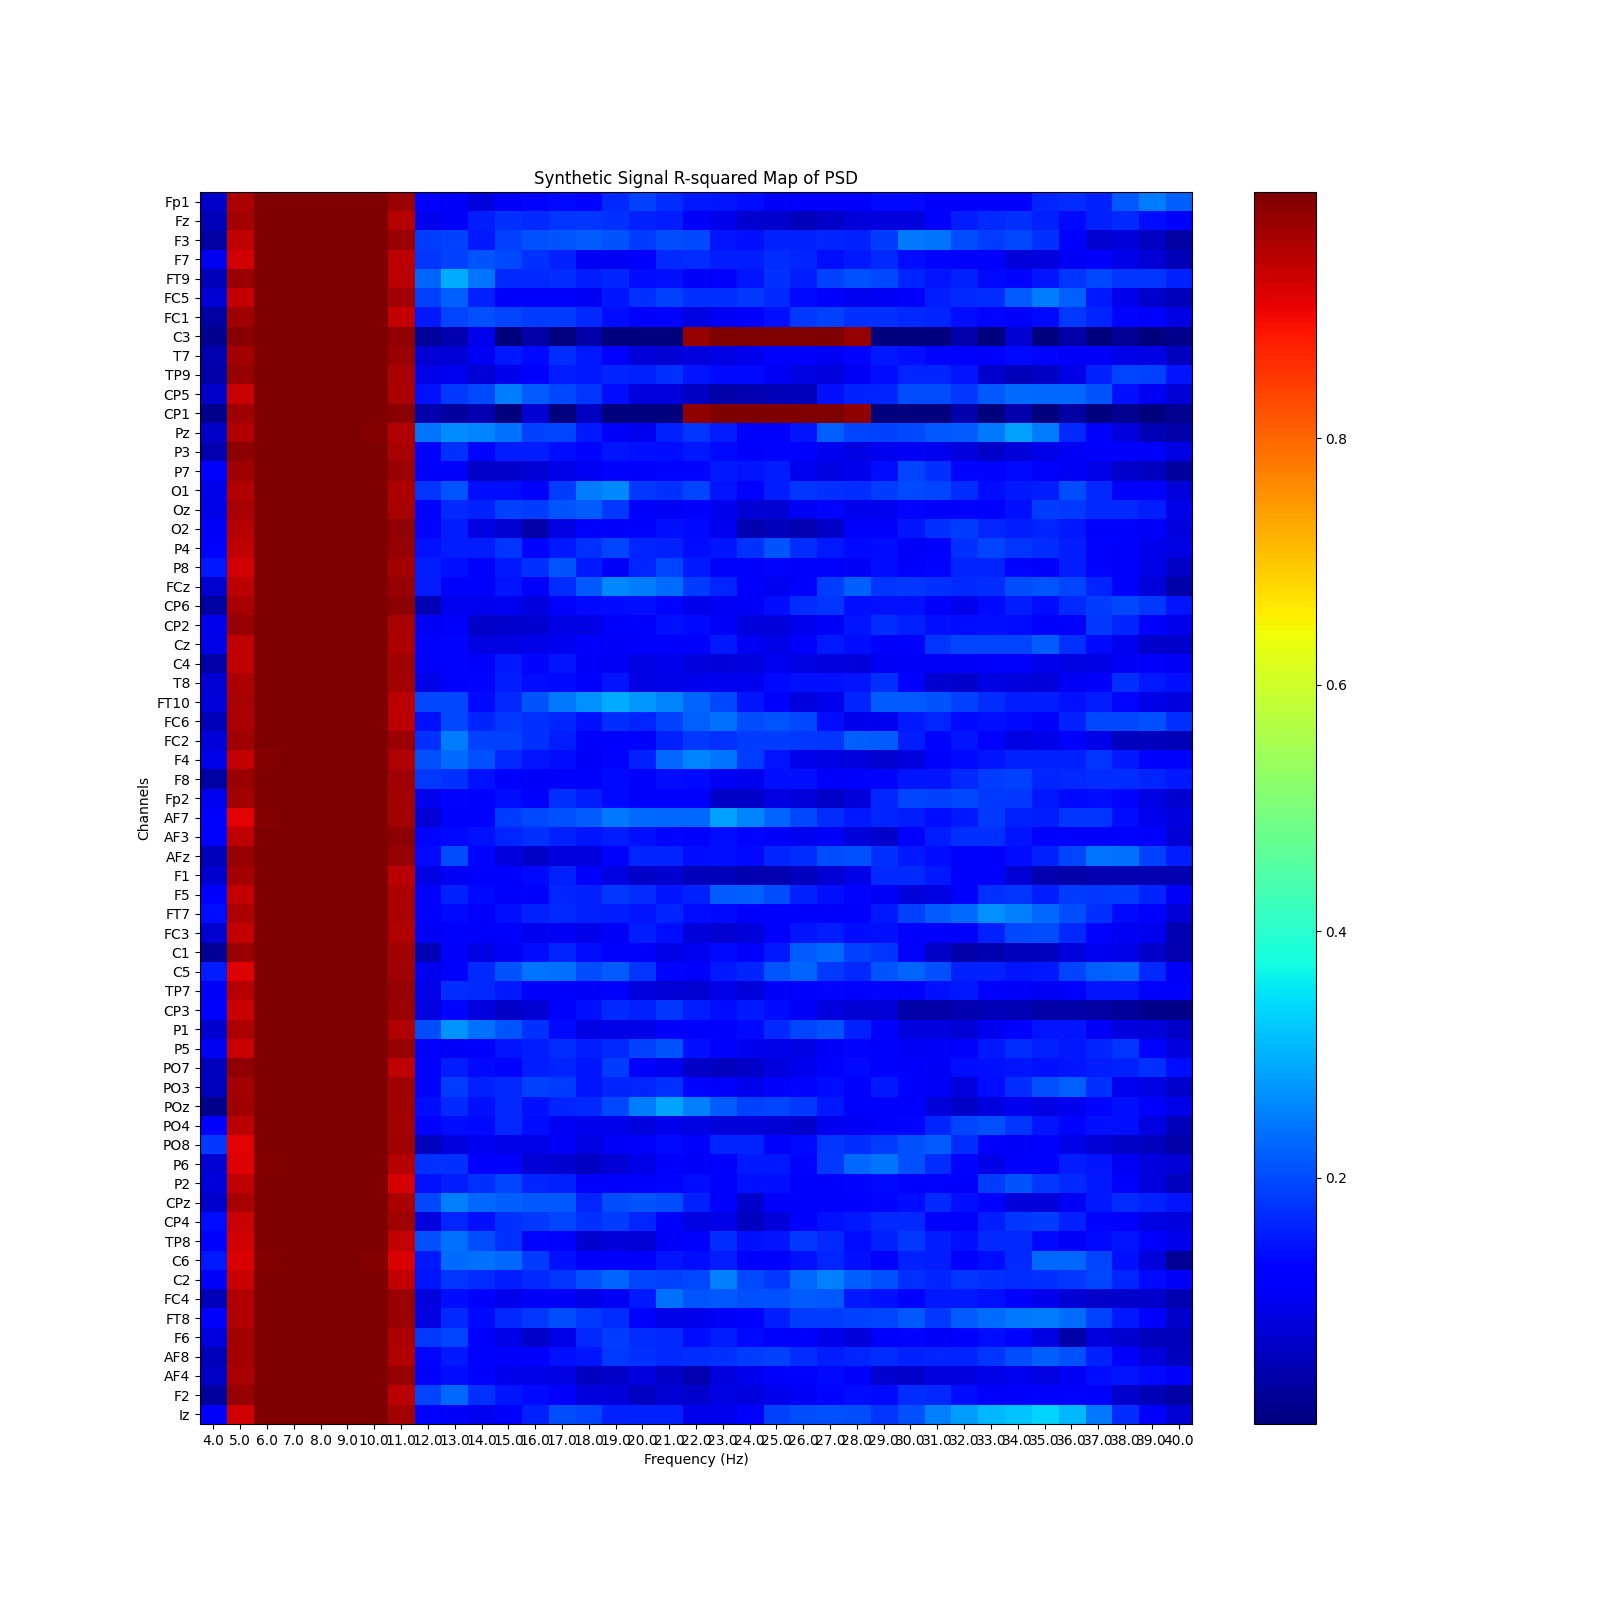 Synthetic Signal R-squared Map of PSD
Fp1
Fz
F3
F7
FT9
FC5
FC1
C3
T7
TP9
CP5
CP1
Pz
P3
P7
O1
Oz
O2
P4
P8
FCz
CP6
CP2
Cz
C4
T8
FT10
FC6
FC2
F4
F8
Fp2
AF7
AF3
AFz
F1
F5
FT7
FC3
C1
C5
TP7
CP3
P1
P5
PO7
PO3
POz
PO4
PO8
P6
P2
CPz
CP4
TP8
C6
C2
FC4
FT8
F6
AF8
AF4
F2
Iz
Channels
4.0 5.0 6.0 7.0 8.0 9.0 10.0 11.0 12.0 13.0 14.0 15.0 16.0 17.0 18.0 19.0 20.0 21.0 22.0 23.0 24.0 25.0 26.0 27.0 28.0 29.0 30.0 31.0 32.0 33.0 34.0 35.0 36.0 37.0 38.0 39.0 40.0
Frequency (Hz)
0.8
0.6
0.4
0.2